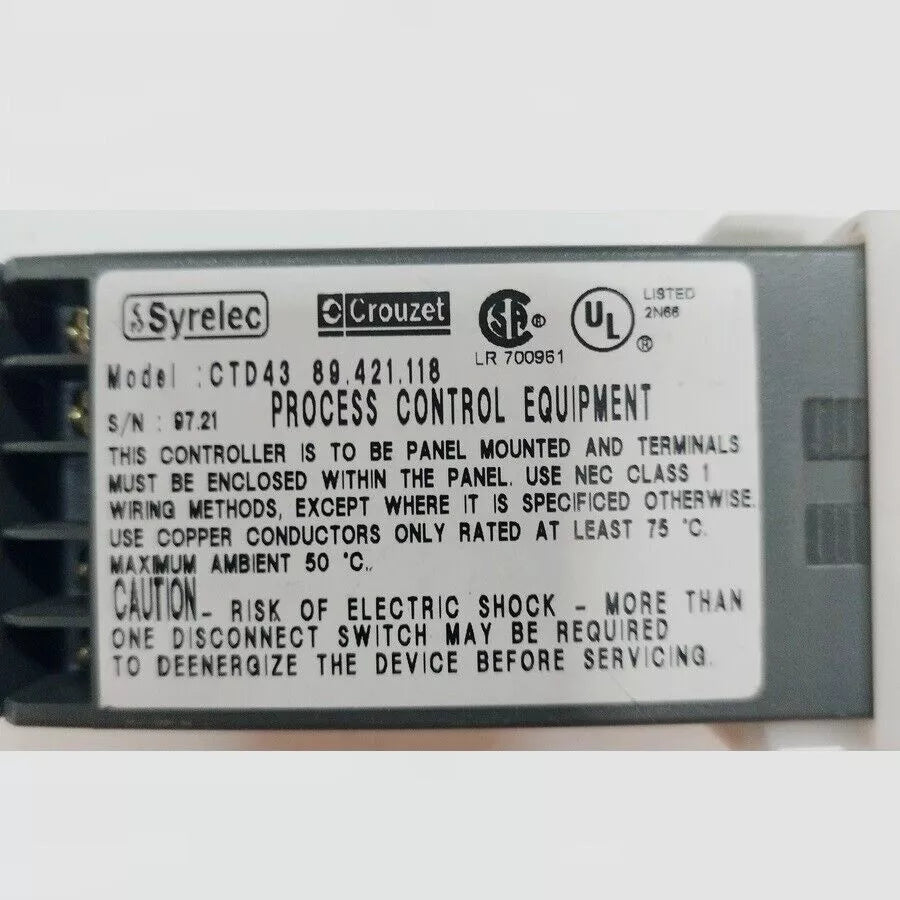 Syrelec Crouzet SA® UL LISTED
2N66
®
LR 700961
Model : CTD43 89.421.118
S/N : 97.21 PROCESS CONTROL EQUIPMENT
THIS CONTROLLER IS TO BE PANEL MOUNTED AND TERMINALS
MUST BE ENCLOSED WITHIN THE PANEL. USE NEC CLASS 1
WIRING METHODS, EXCEPT WHERE IT IS SPECIFICED OTHERWISE.
USE COPPER CONDUCTORS ONLY RATED AT LEAST 75 °C.
MAXIMUM AMBIENT 50 °C..
CAUTION - RISK OF ELECTRIC SHOCK - MORE THAN
ONE DISCONNECT SWITCH MAY BE REQUIRED
TO DEENERGIZE THE DEVICE BEFORE SERVICING.